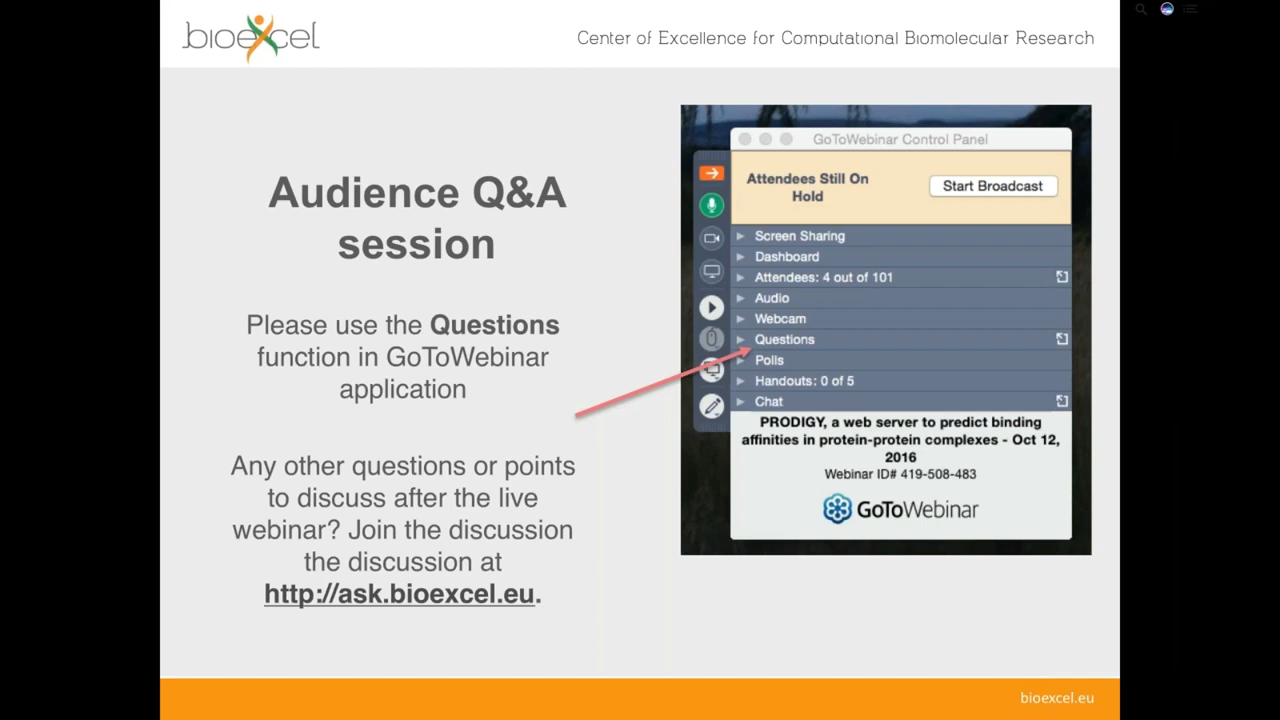 bioexcel
Center of Excellence for Computational Biomolecular Research
Audience Q&A
session
Please use the Questions
function in GoToWebinar
application
Any other questions or points
to discuss after the live
webinar? Join the discussion
the discussion at
http://ask.bioexcel.eu.
GoToWebinar Control Panel
Attendees Still On
Hold
Start Broadcast
Screen Sharing
Dashboard
Attendees: 4 out of 101
Audio
Webcam
Questions
Polls
Handouts: 0 of 5
Chat
PRODIGY, a web server to predict binding
affinities in protein-protein complexes - Oct 12,
2016
Webinar ID# 419-508-483
GoToWebinar
bioexcel.eu